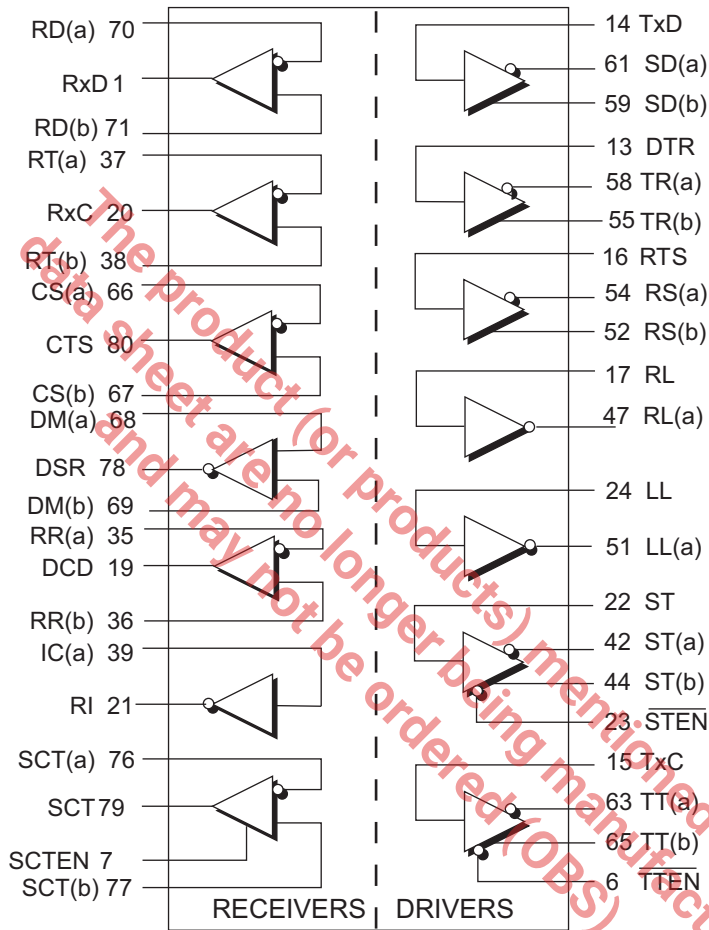 RD(a) 70
RxD 1
RD(b) 71
RT(a) 37
RxC 20
RT(b) 38
CS(a) 66
CTS 80
CS(b) 67
DM(a) 68
DSR 78
DM(b) 69
RR(a) 35
DCD 19
RR(b) 36
IC(a) 39
RI 21
SCT(a) 76
SCT 79
SCTEN 7
SCT(b) 77
RECEIVERS
DRIVERS
14 TxD
61 SD(a)
59 SD(b)
13 DTR
58 TR(a)
55 TR(b)
16 RTS
54 RS(a)
52 RS(b)
17 RL
47 RL(a)
24 LL
51 LL(a)
22 ST
42 ST(a)
44 ST(b)
23 STEN
15 TxC
63 TT(a)
65 TT(b)
6 TTEN
The product (or products) mentioned
data sheet are no longer being manufact
and may not be ordered (OBS)